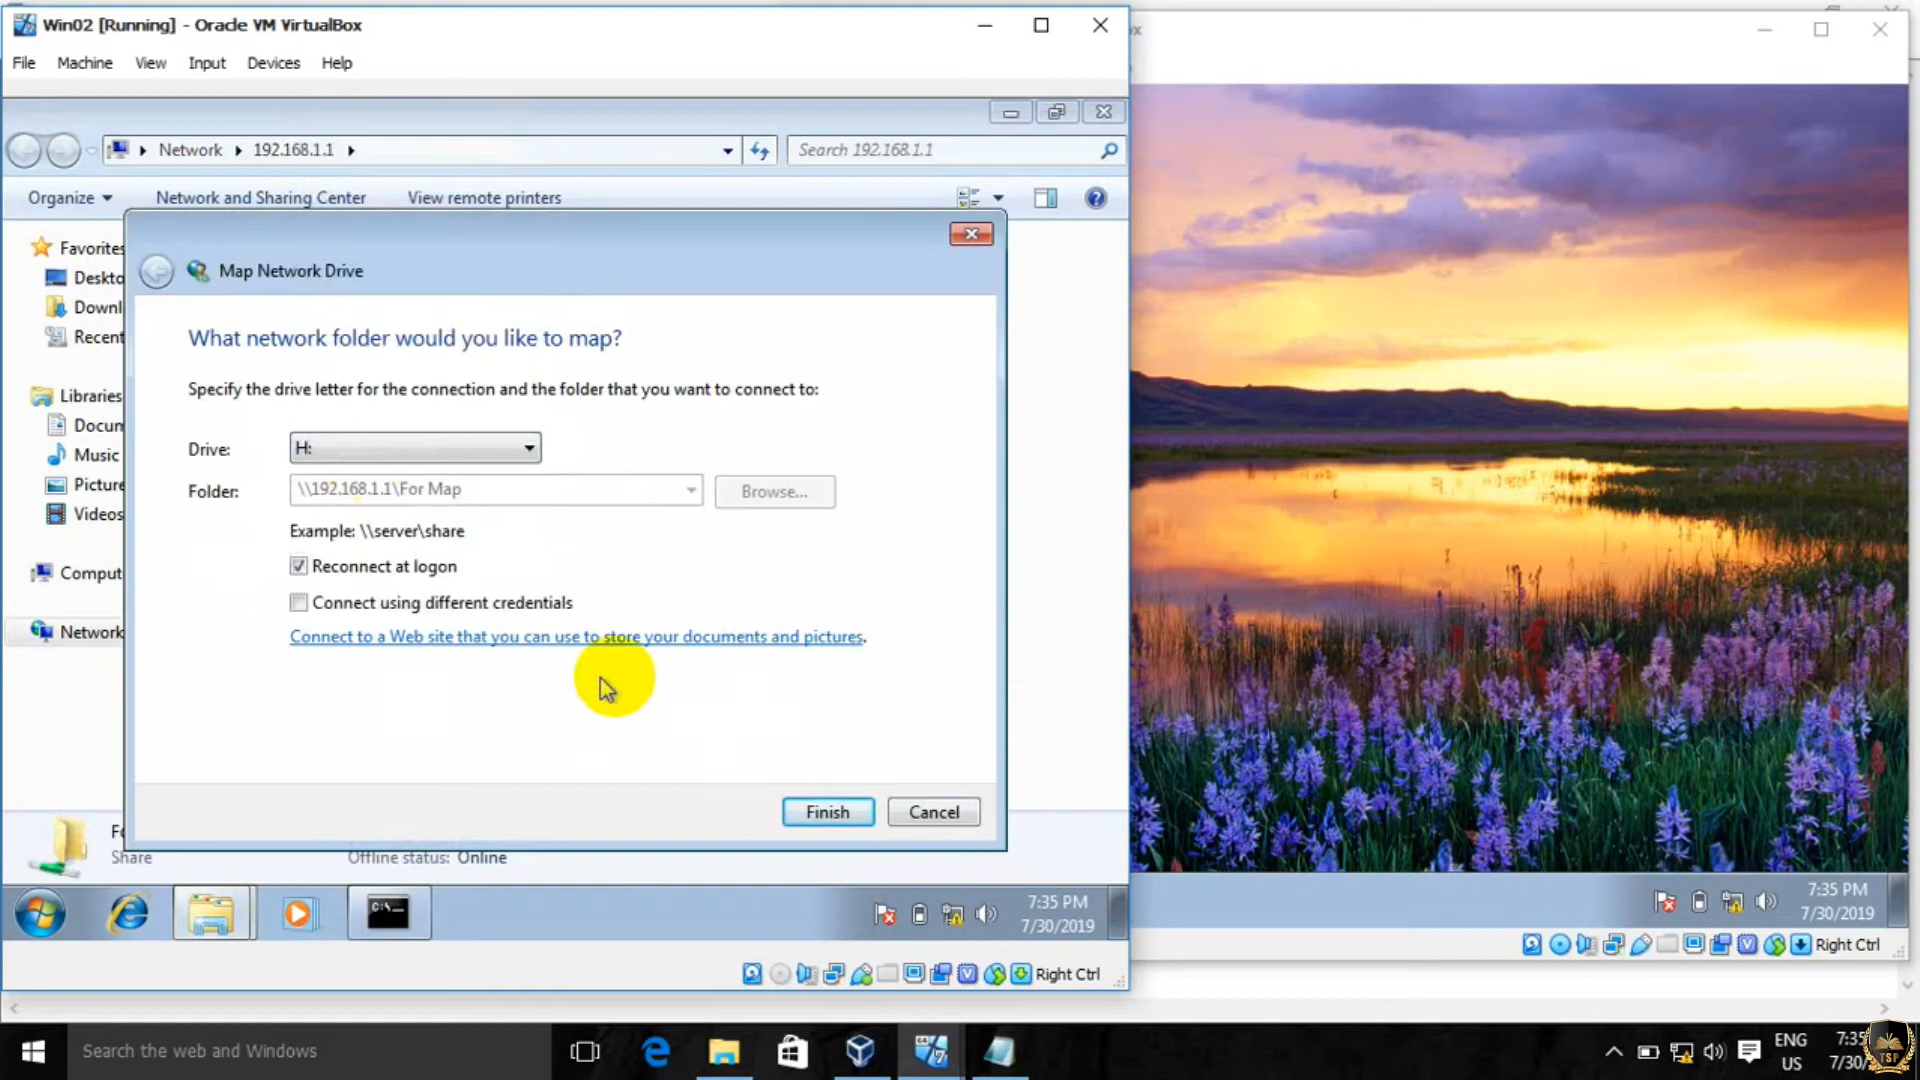 Win02 [Running] - Oracle VM VirtualBox
File Machine View Input Devices Help
Network 192.168.1.1
Search 192.168.1.1
Organize Network and Sharing Center View remote printers
Map Network Drive
What network folder would you like to map?
Specify the drive letter for the connection and the folder that you want to connect to:
Drive: H:
Folder: \\192.168.1.1\For Map Browse...
Example: \\server\share
Reconnect at logon
Connect using different credentials
Connect to a Web site that you can use to store your documents and pictures.
Finish Cancel
Favorites
Deskto
Downl
Recent
Libraries
Docum
Music
Picture
Videos
Comput
Network
Share
Offline status: Online
C:\.
7:35 PM
7/30/2019
Right Ctrl
7:35 PM
7/30/2019
Right Ctrl
Search the web and Windows
ENG
US
7:35
7/30/
TSP